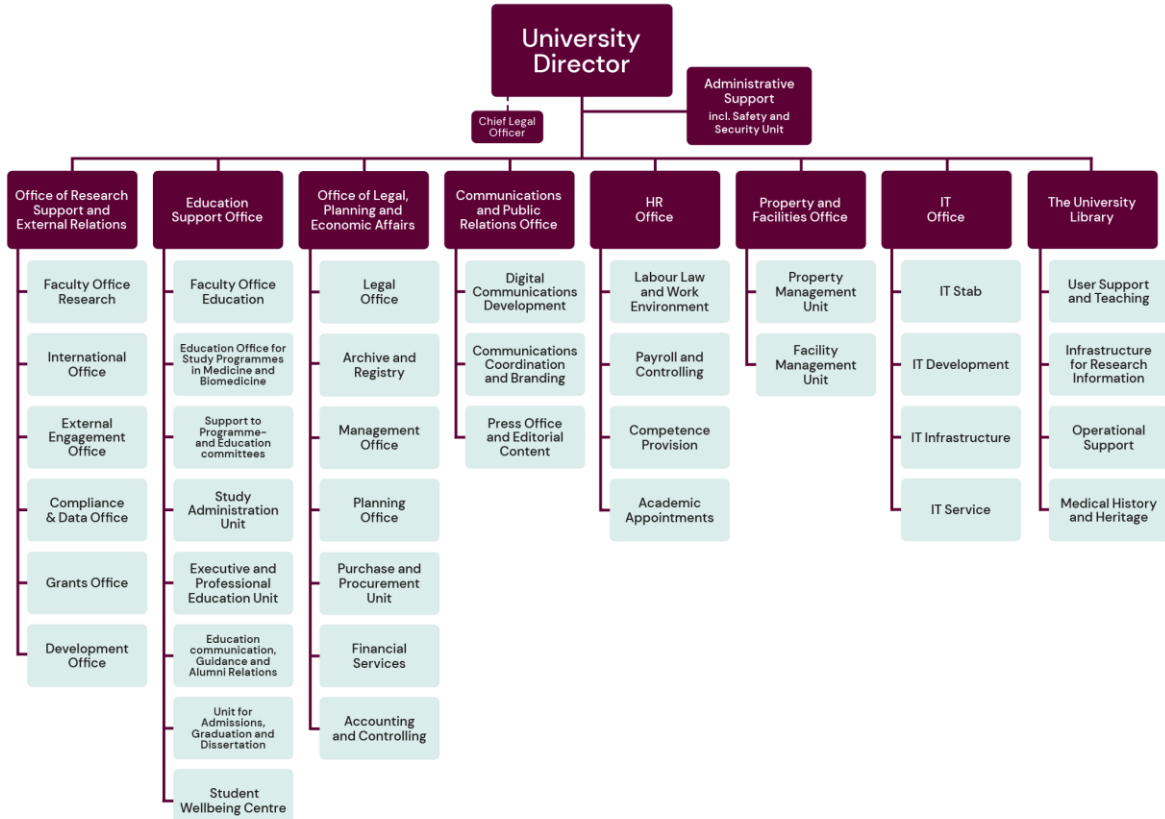 University
Director
Administrative
Support
incl. Safety and
Security Unit
Chief Legal
Officer
Office of Research
Support and
External Relations
Education
Support Office
Office of Legal,
Planning and
Economic Affairs
Communications
and Public
Relations Office
HR
Office
Property and
Facilities Office
IT
Office
The University
Library
Faculty Office
Research
International
Office
External
Engagement
Office
Compliance
& Data Office
Grants Office
Development
Office
Faculty Office
Education
Education Office for
Study Programmes
in Medicine and
Biomedicine
Support to
Programme-
and Education
committees
Study
Administration
Unit
Executive and
Professional
Education Unit
Education
communication,
Guidance and
Alumni Relations
Unit for
Admissions,
Graduation and
Dissertation
Student
Wellbeing Centre
Legal
Office
Archive and
Registry
Management
Office
Planning
Office
Purchase and
Procurement
Unit
Financial
Services
Accounting
and Controlling
Digital
Communications
Development
Communications
Coordination
and Branding
Press Office
and Editorial
Content
Labour Law
and Work
Environment
Payroll and
Controlling
Competence
Provision
Academic
Appointments
Property
Management
Unit
Facility
Management
Unit
IT Stab
IT Development
IT Infrastructure
IT Service
User Support
and Teaching
Infrastructure
for Research
Information
Operational
Support
Medical History
and Heritage